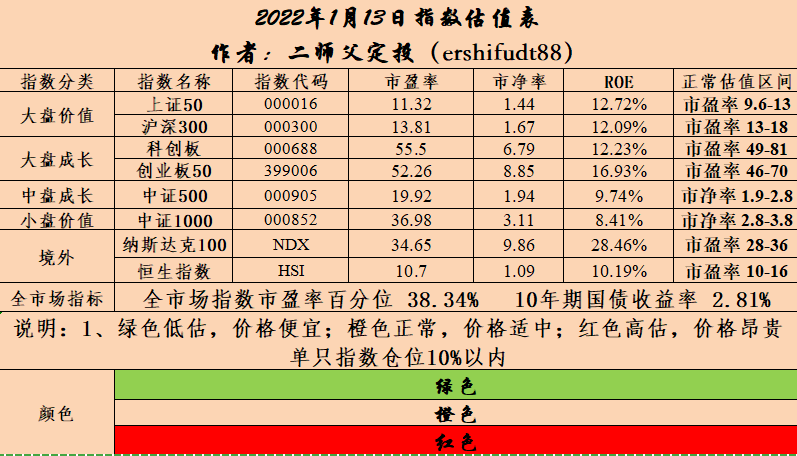 2022年1月13日指数估值表
作者：二师父定投（ershifudt88）
指数分类 指数名称 指数代码 市盈率 市净率 ROE 正常估值区间
大盘价值 上证50 000016 11.32 1.44 12.72% 市盈率 9.6-13
沪深300 000300 13.81 1.67 12.09% 市盈率 13-18
大盘成长 科创板 000688 55.5 6.79 12.23% 市盈率 49-81
创业板50 399006 52.26 8.85 16.93% 市盈率 46-70
中盘成长 中证500 000905 19.92 1.94 9.74% 市净率 1.9-2.8
小盘价值 中证1000 000852 36.98 3.11 8.41% 市净率 2.8-3.8
境外 纳斯达克100 NDX 34.65 9.86 28.46% 市盈率 28-36
恒生指数 HSI 10.7 1.09 10.19% 市盈率 10-16
全市场指标 全市场指数市盈率百分位 38.34% 10年期国债收益率 2.81%
说明：1、绿色低估，价格便宜；橙色正常，价格适中；红色高估，价格昂贵
单只指数仓位10%以内
颜色 绿色
橙色
红色